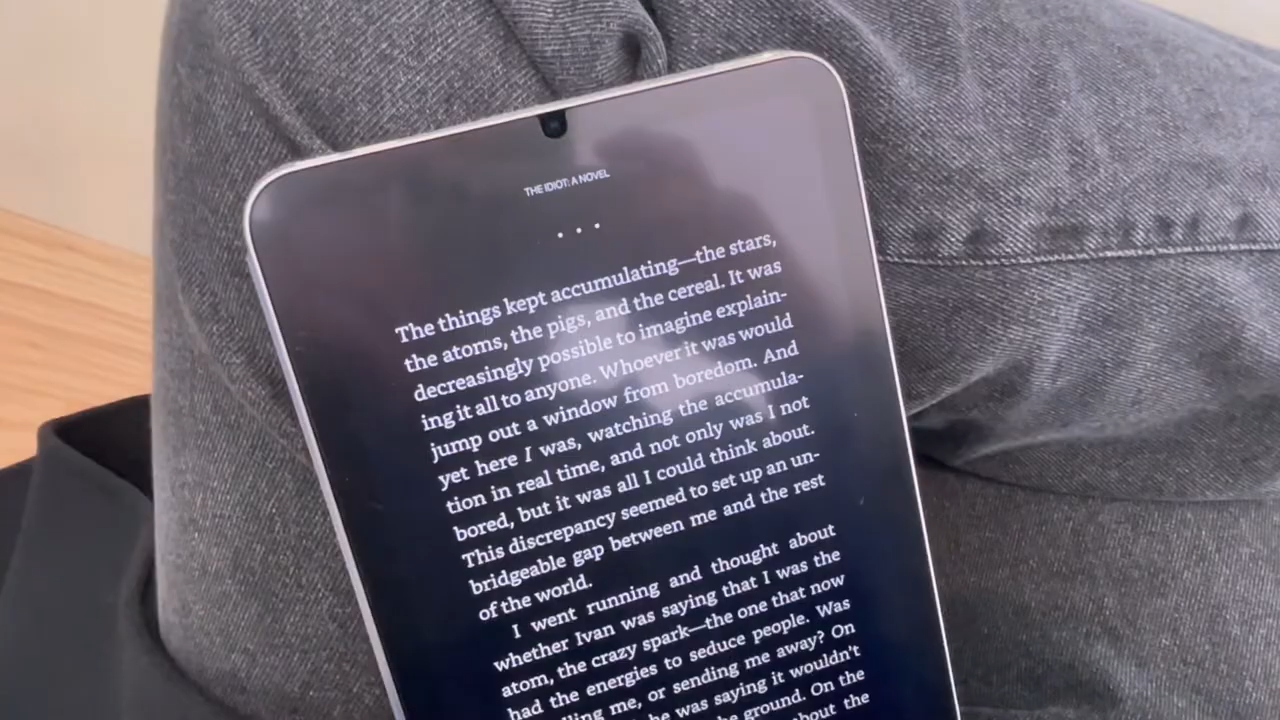 THE IDIOT: A NOVEL
The things kept accumulating—the stars,
the atoms, the pigs, and the cereal. It was
decreasingly possible to imagine explain-
ing it all to anyone. Whoever it was would
jump out a window from boredom. And
yet here I was, watching the accumula-
tion in real time, and not only was I not
bored, but it was all I could think about.
This discrepancy seemed to set up an un-
bridgeable gap between me and the rest
of the world.
I went running and thought about
whether Ivan was saying that I was the
atom, the crazy spark—the one that now
had the energies to seduce people. Was
me, or sending me away? On
he was saying it wouldn't
ground. On the
about the